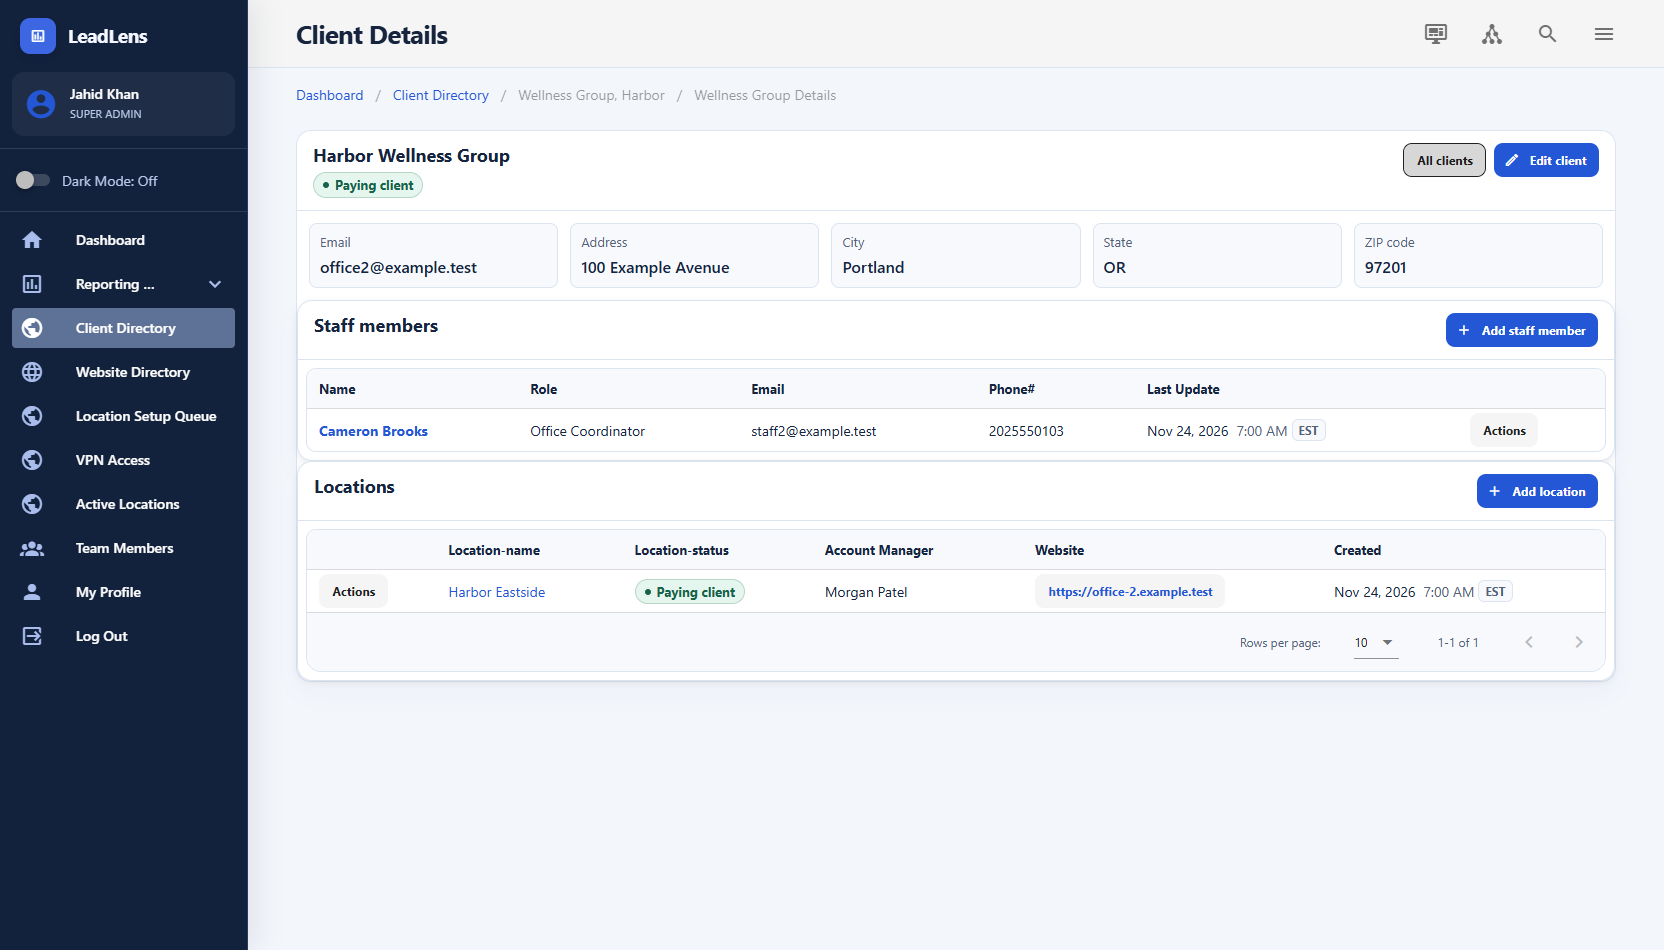 LeadLens
Jahid Khan
SUPER ADMIN
Dark Mode: Off
Dashboard
Reporting ...
Client Directory
Website Directory
Location Setup Queue
VPN Access
Active Locations
Team Members
My Profile
Log Out
Client Details
Dashboard / Client Directory / Wellness Group, Harbor / Wellness Group Details
Harbor Wellness Group
Paying client
All clients
Edit client
Email
office2@example.test
Address
100 Example Avenue
City
Portland
State
OR
ZIP code
97201
Staff members
+ Add staff member
Name Role Email Phone# Last Update
Cameron Brooks Office Coordinator staff2@example.test 2025550103 Nov 24, 2026 7:00 AM EST Actions
Locations
+ Add location
Location-name Location-status Account Manager Website Created
Actions Harbor Eastside Paying client Morgan Patel https://office-2.example.test Nov 24, 2026 7:00 AM EST
Rows per page: 10 1-1 of 1